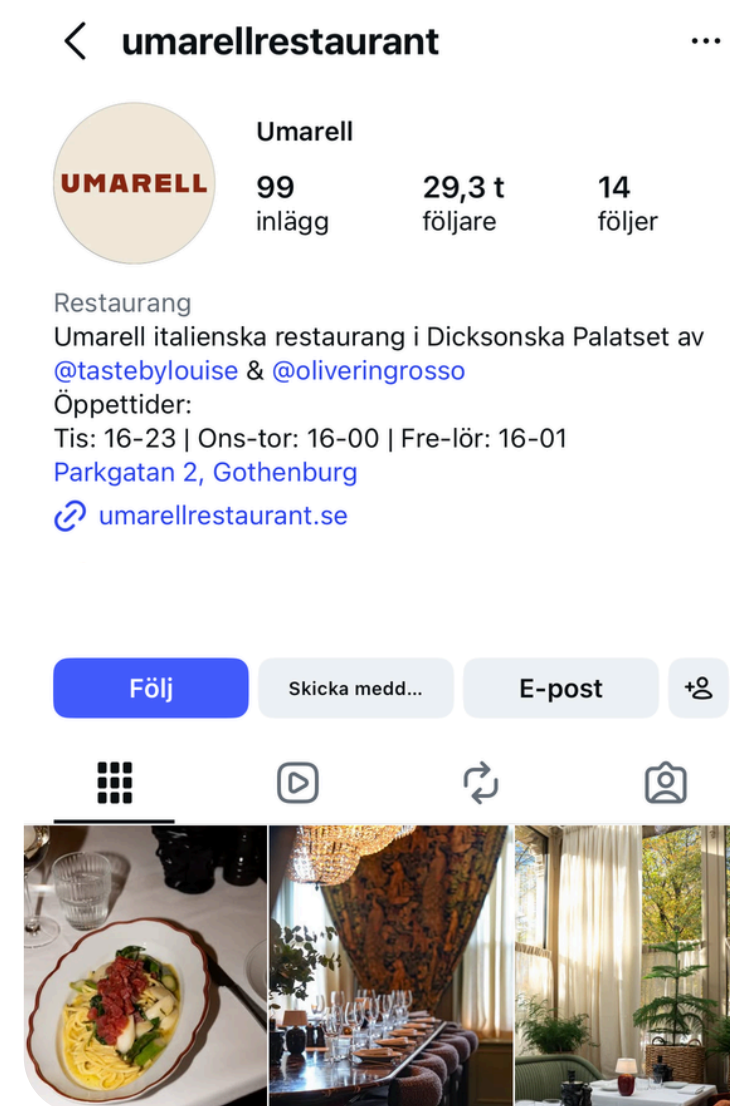 umarellrestaurant
UMARELL
Umarell
99
inlägg
29,3 t
följare
14
följer
Restaurang
Umarell italienska restaurang i Dicksonska Palatset av
@tastebylouise & @oliveringrosso
Öppettider:
Tis: 16-23 | Ons-tor: 16-00 | Fre-lör: 16-01
Parkgatan 2, Gothenburg
umarellrestaurant.se
Följ
Skicka medd...
E-post